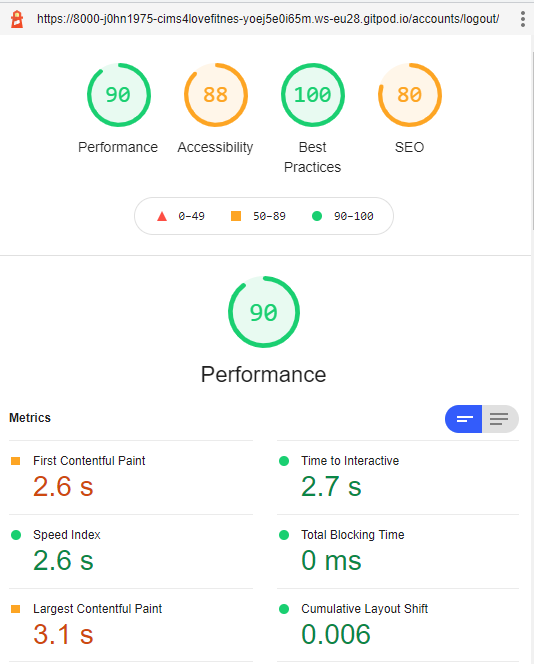 https://8000-j0hn1975-cims4lovefitnes-yoej5e0i65m.ws-eu28.gitpod.io/accounts/logout/
90 88 100 80
Performance Accessibility Best Practices SEO
0–49 50–89 90–100
90
Performance
Metrics
First Contentful Paint
2.6 s
Time to Interactive
2.7 s
Speed Index
2.6 s
Total Blocking Time
0 ms
Largest Contentful Paint
3.1 s
Cumulative Layout Shift
0.006